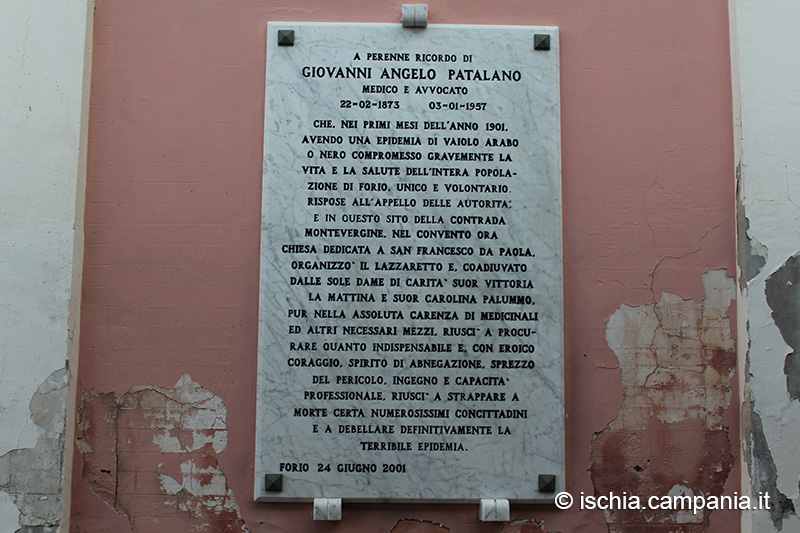 A PERENNE RICORDO DI
GIOVANNI ANGELO PATALANO
MEDICO E AVVOCATO
22-02-1873 03-01-1957
CHE, NEI PRIMI MESI DELL'ANNO 1901,
AVENDO UNA EPIDEMIA DI VAIOLO ARABO
O NERO COMPROMESSO GRAVEMENTE LA
VITA E LA SALUTE DELL'INTERA POPOLA-
ZIONE DI FORIO, UNICO E VOLONTARIO,
RISPOSE ALL'APPELLO DELLE AUTORITA',
E IN QUESTO SITO DELLA CONTRADA
MONTEVERGINE, NEL CONVENTO ORA
CHIESA DEDICATA A SAN FRANCESCO DA PAOLA,
ORGANIZZO' IL LAZZARETTO E, COADIUVATO
DALLE SOLE DAME DI CARITA' SUOR VITTORIA
LA MATTINA E SUOR CAROLINA PALUMMO,
PUR NELLA ASSOLUTA CARENZA DI MEDICINALI
ED ALTRI NECESSARI MEZZI, RIUSCI' A PROCU-
RARE QUANTO INDISPENSABILE E, CON EROICO
CORAGGIO, SPIRITO DI ABNEGAZIONE, SPREZZO
DEL PERICOLO, INGEGNO E CAPACITA'
PROFESSIONALE, RIUSCI' A STRAPPARE A
MORTE CERTA NUMEROSISSIMI CONCITTADINI
E A DEBELLARE DEFINITIVAMENTE LA
TERRIBILE EPIDEMIA.
FORIO 24 GIUGNO 2001
© ischia.campania.it